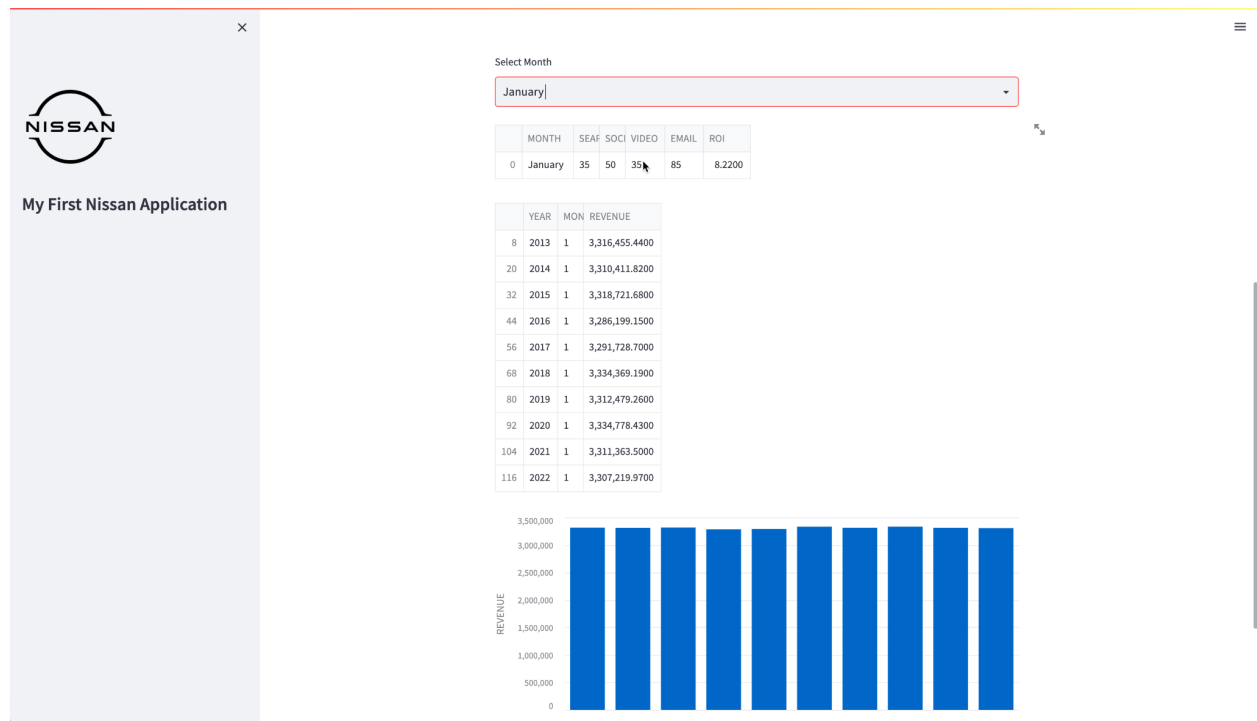 Select Month
January
NISSAN
MONTH SEAF SOCI VIDEO EMAIL ROI
0 January 35 50 35 85 8.2200
My First Nissan Application
YEAR MON REVENUE
8 2013 1 3,316,455.4400
20 2014 1 3,310,411.8200
32 2015 1 3,318,721.6800
44 2016 1 3,286,199.1500
56 2017 1 3,291,728.7000
68 2018 1 3,334,369.1900
80 2019 1 3,312,479.2600
92 2020 1 3,334,778.4300
104 2021 1 3,311,363.5000
116 2022 1 3,307,219.9700
3,500,000
3,000,000
2,500,000
2,000,000
1,500,000
1,000,000
500,000
0
REVENUE